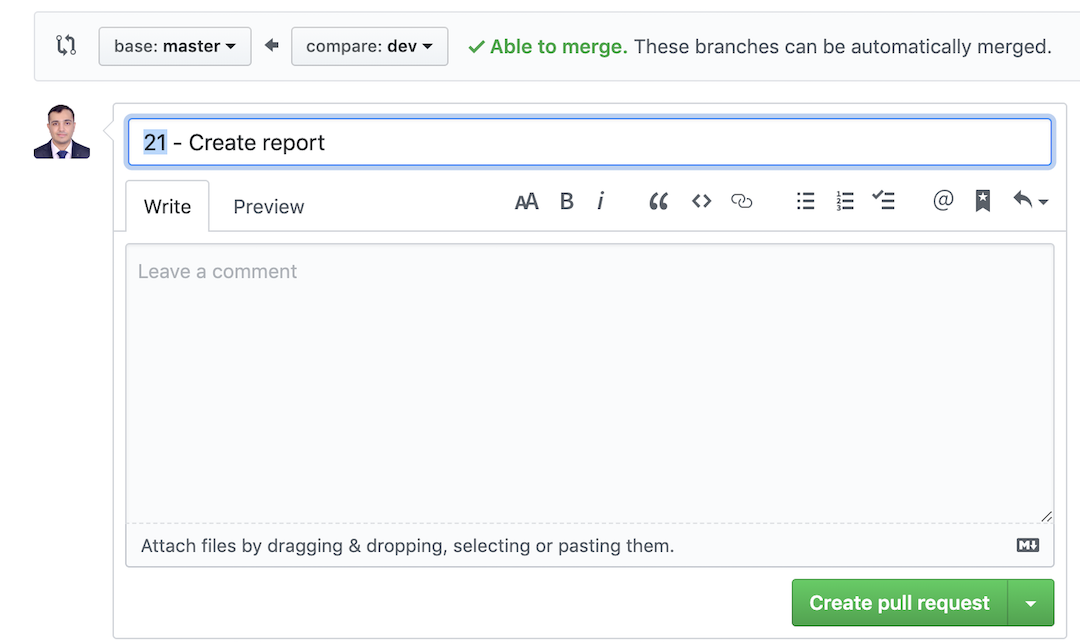 base: master compare: dev Able to merge. These branches can be automatically merged.
21 - Create report
Write Preview AA B i @
Leave a comment
Attach files by dragging & dropping, selecting or pasting them. M
Create pull request